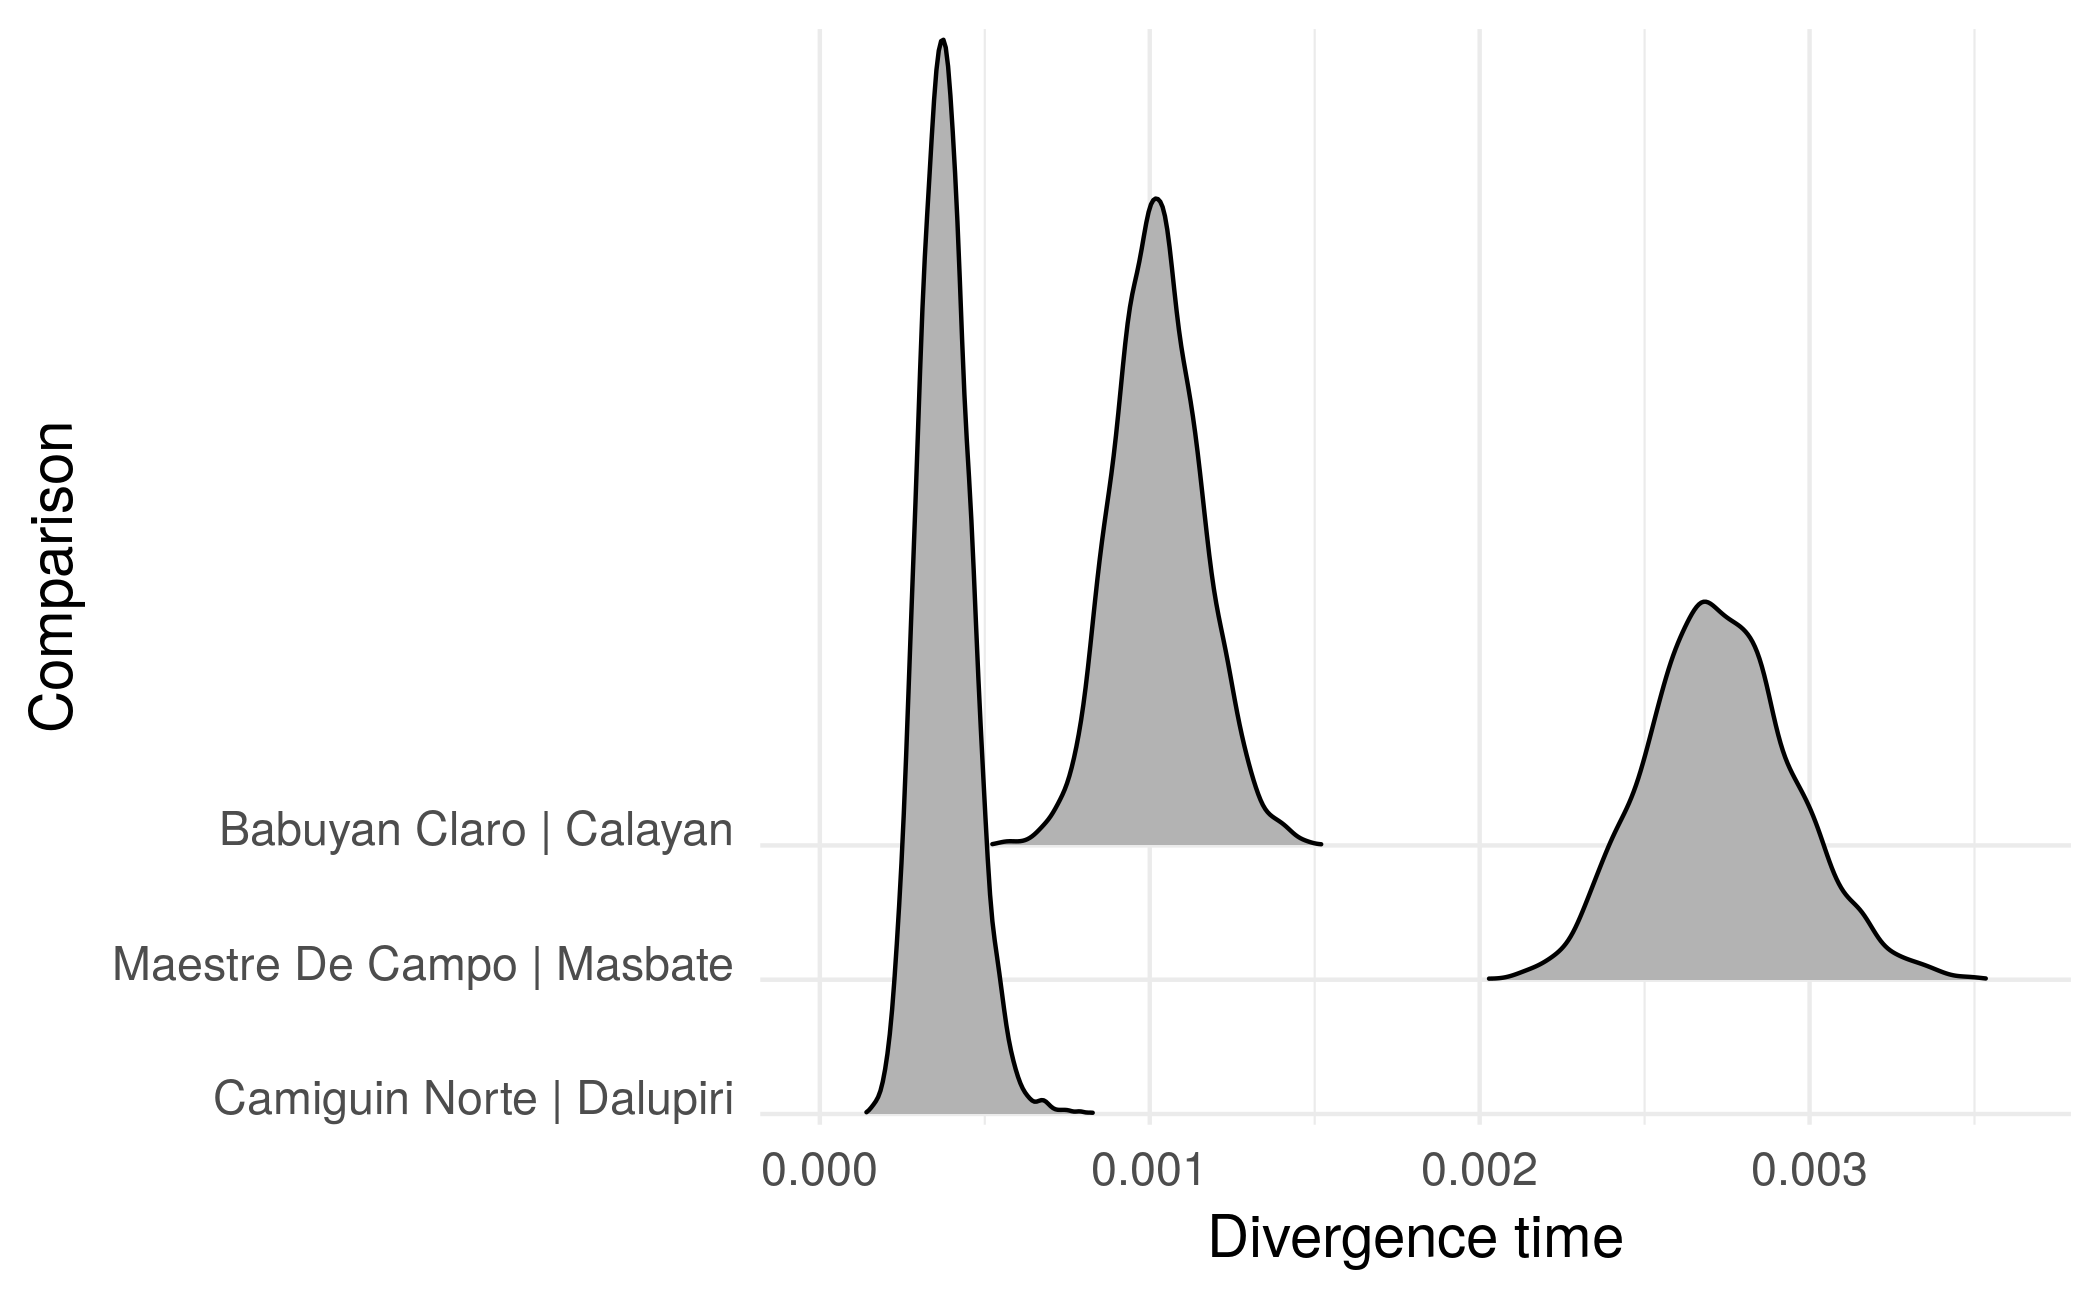 Comparison
Babuyan Claro | Calayan
Maestre De Campo | Masbate
Camiguin Norte | Dalupiri
0.000 0.001 0.002 0.003
Divergence time